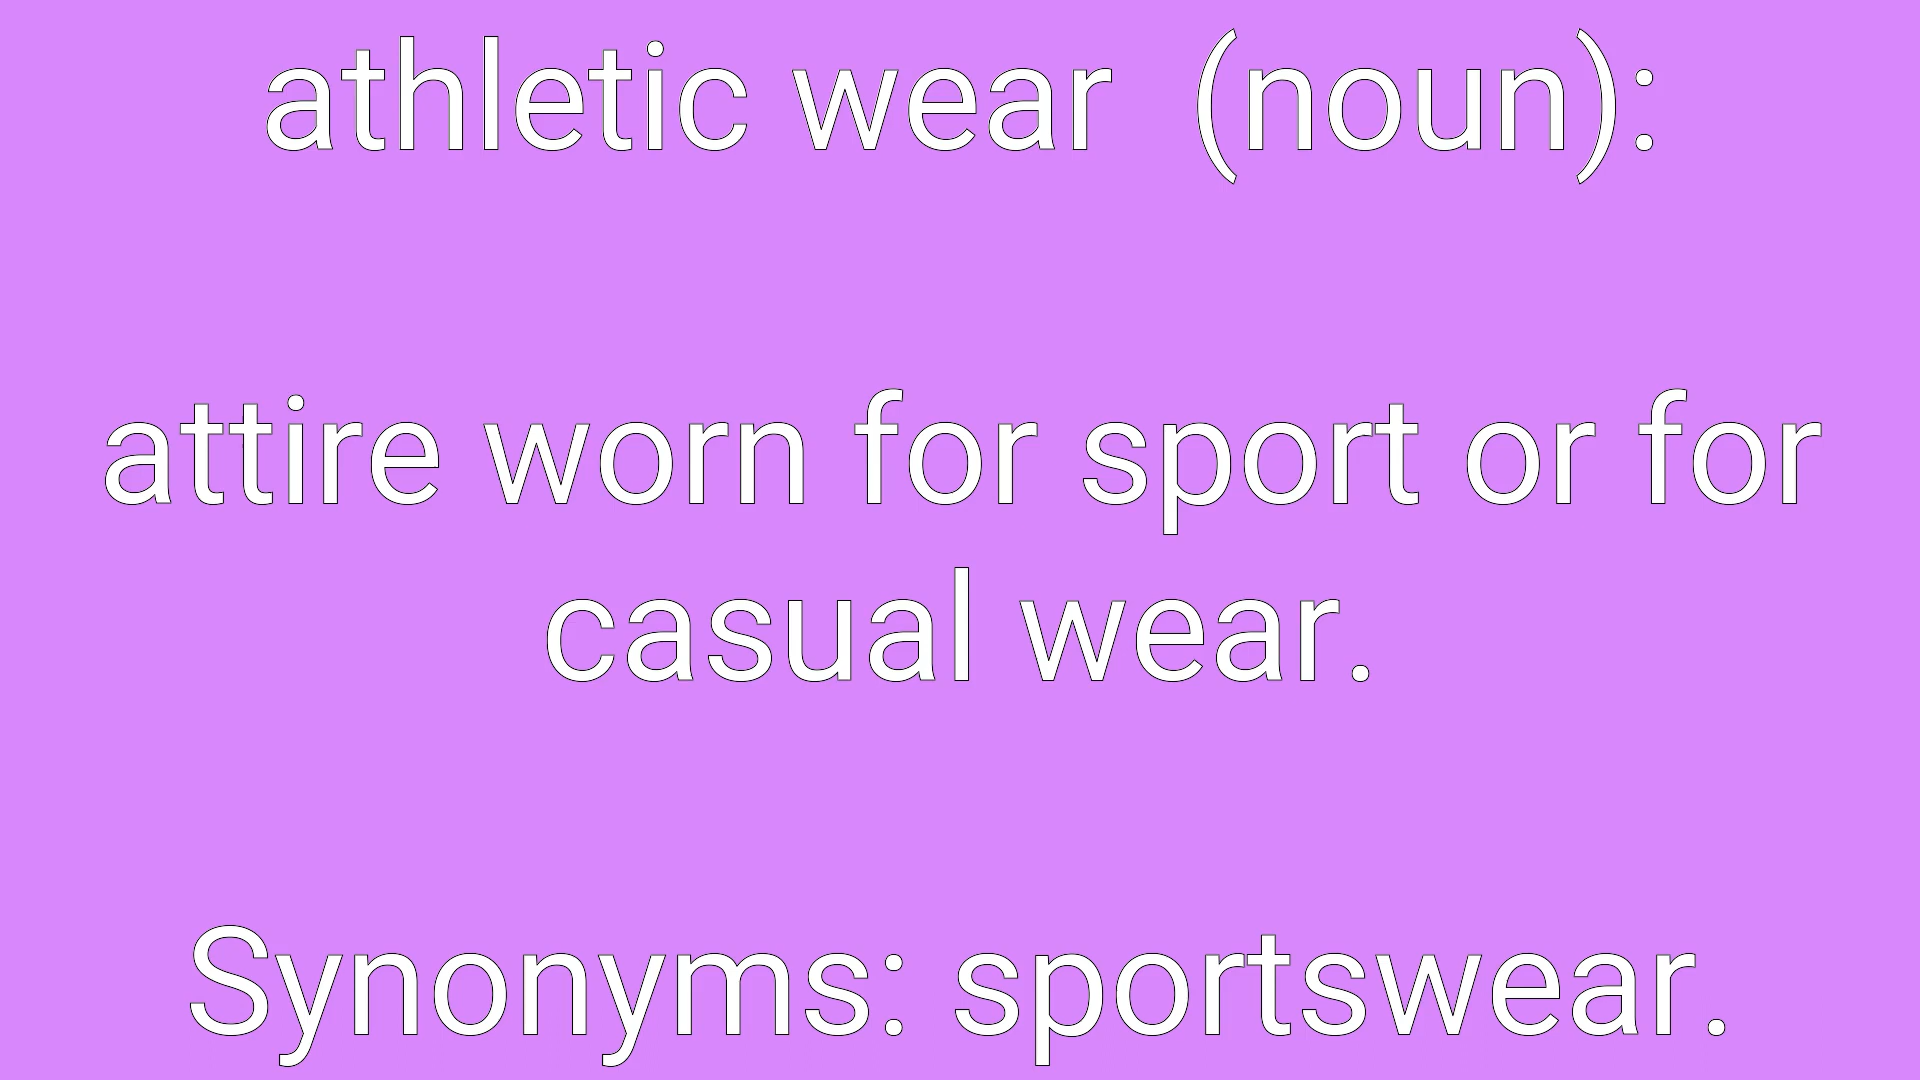 athletic wear  (noun):
attire worn for sport or for
casual wear.
Synonyms: sportswear.